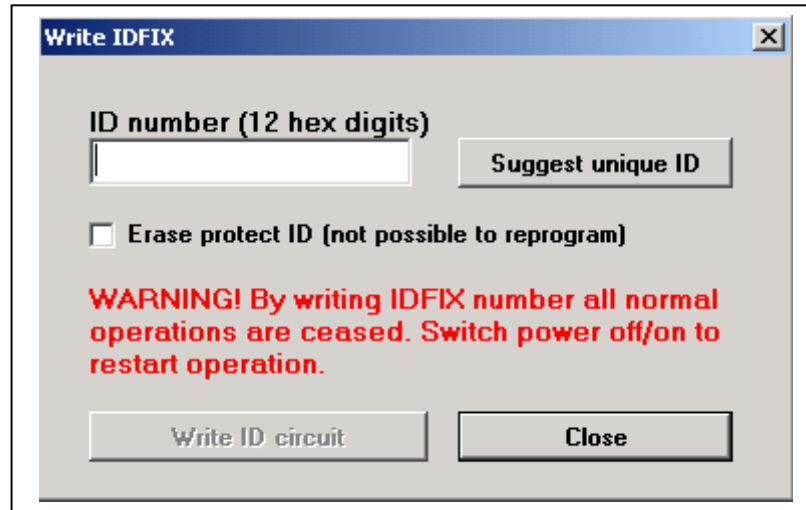 Write IDFIX
ID number (12 hex digits)
Suggest unique ID
Erase protect ID (not possible to reprogram)
WARNING! By writing IDFIX number all normal
operations are ceased. Switch power off/on to
restart operation.
Write ID circuit
Close